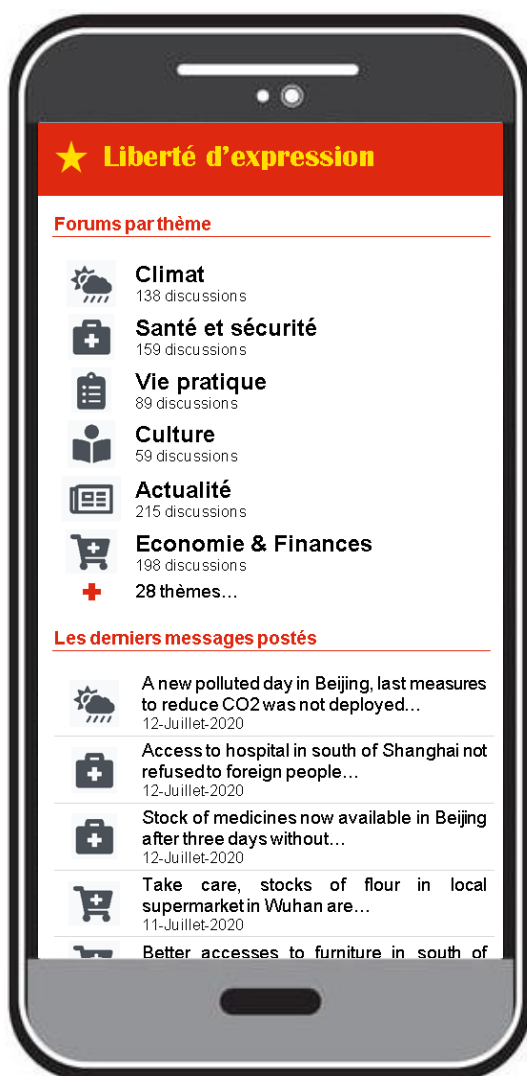 Liberté d'expression
Forums par thème
Climat
138 discussions
Santé et sécurité
159 discussions
Vie pratique
89 discussions
Culture
59 discussions
Actualité
215 discussions
Economie & Finances
198 discussions
28 thèmes...
Les derniers messages postés
A new polluted day in Beijing, last measures
to reduce CO2 was not deployed...
12-Juillet-2020
Access to hospital in south of Shanghai not
refused to foreign people...
12-Juillet-2020
Stock of medicines now available in Beijing
after three days without...
12-Juillet-2020
Take care, stocks of flour in local
supermarket in Wuhan are...
11-Juillet-2020
Better accesses to furniture in south of